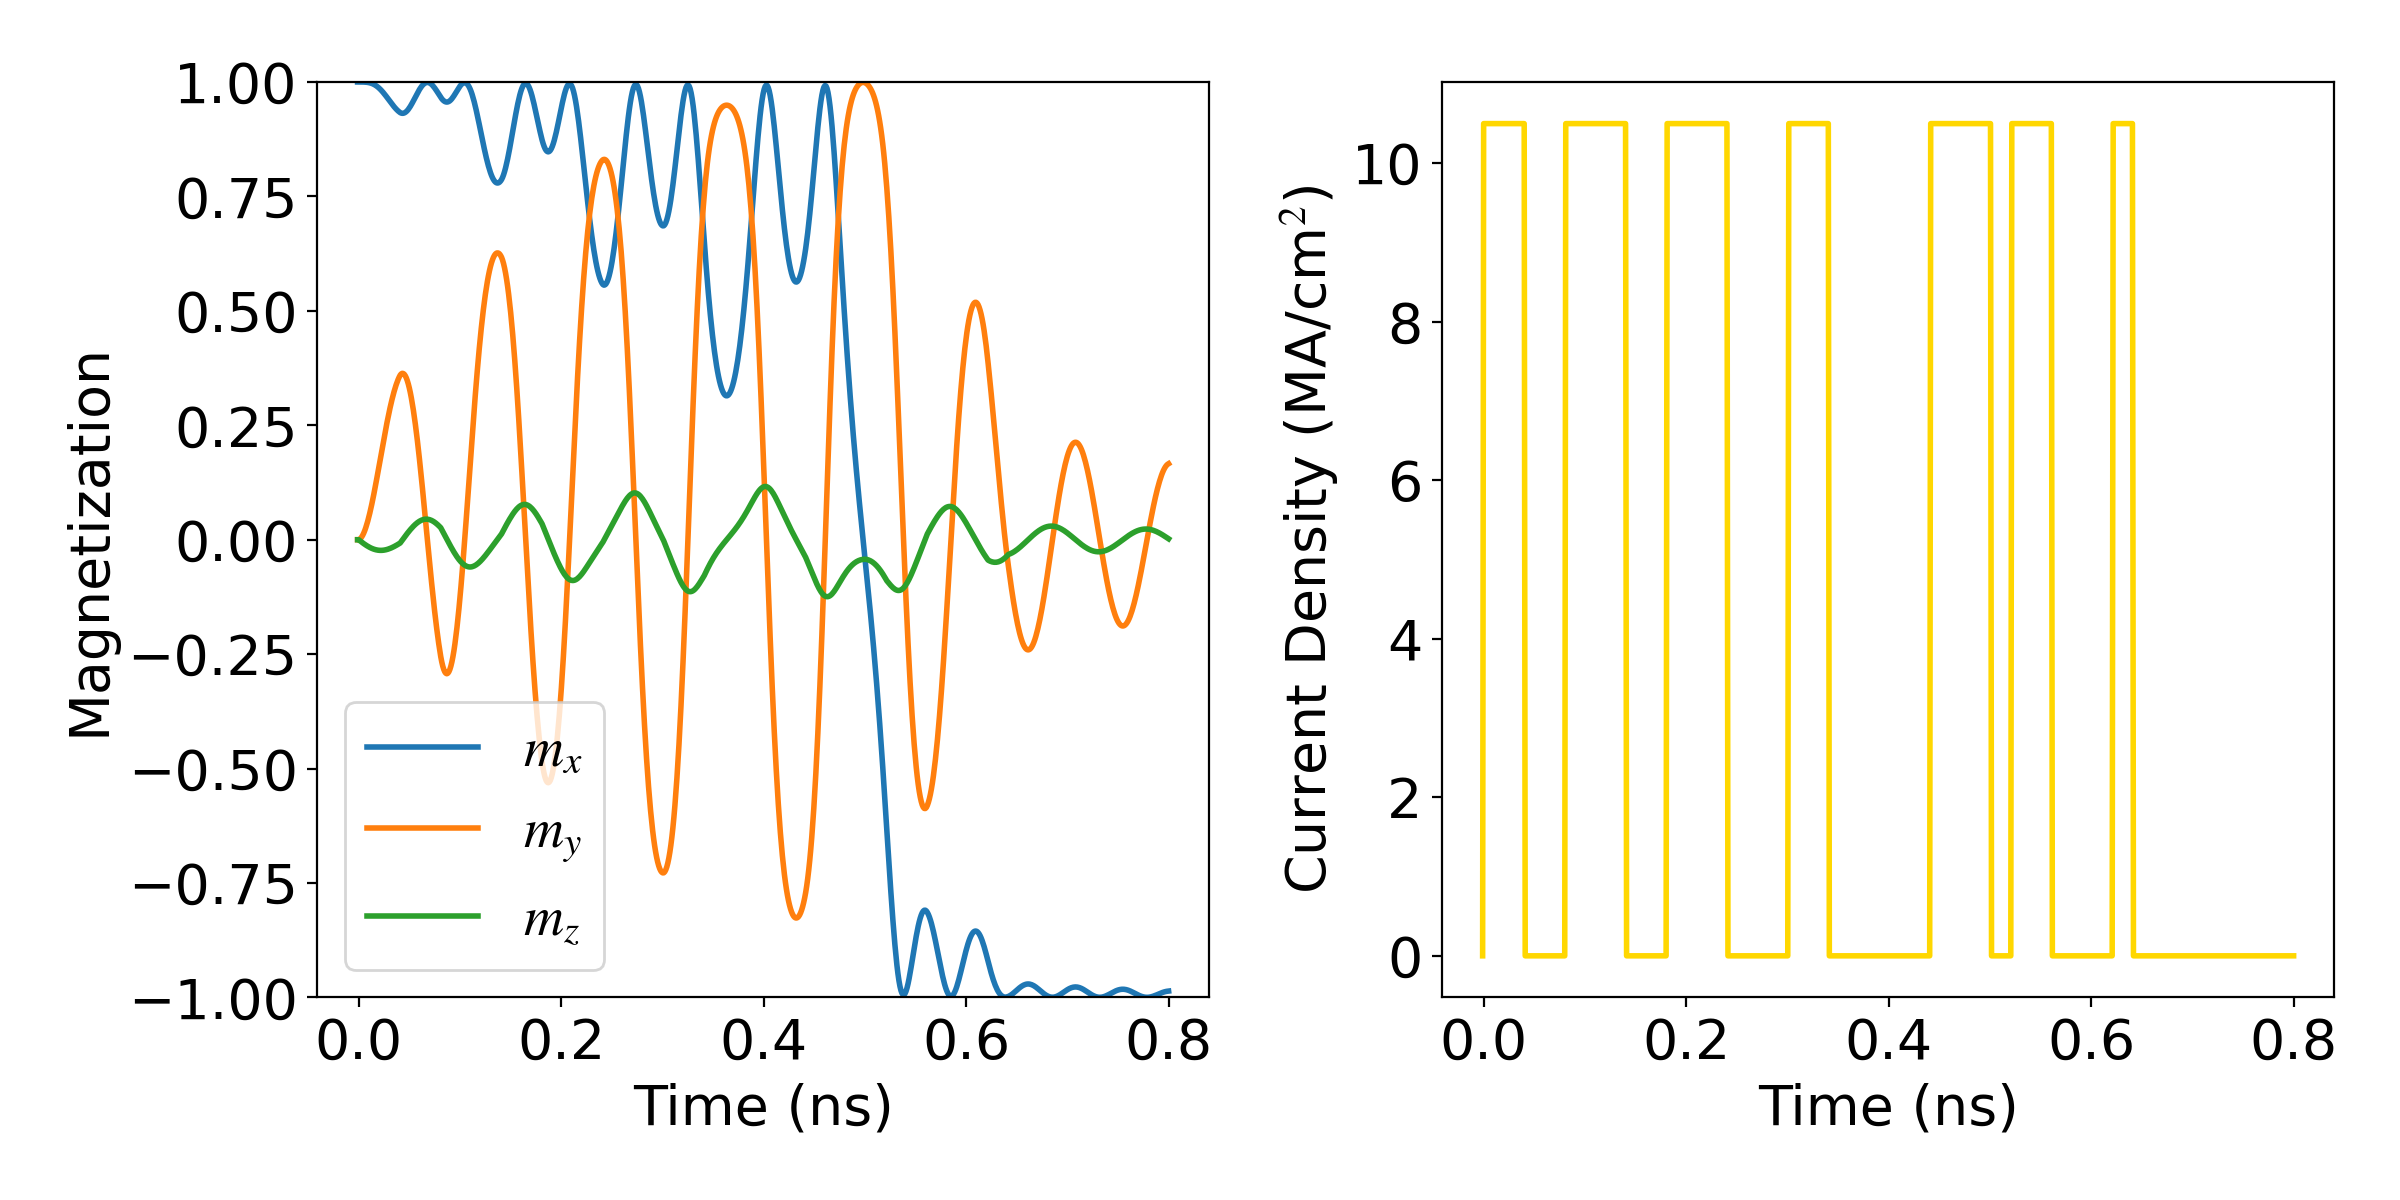 1.00
0.75
0.50
0.25
0.00
−0.25
−0.50
−0.75
−1.00
Magnetization
m_x
m_y
m_z
0.0 0.2 0.4 0.6 0.8
Time (ns)
10
8
6
4
2
0
Current Density (MA/cm²)
0.0 0.2 0.4 0.6 0.8
Time (ns)